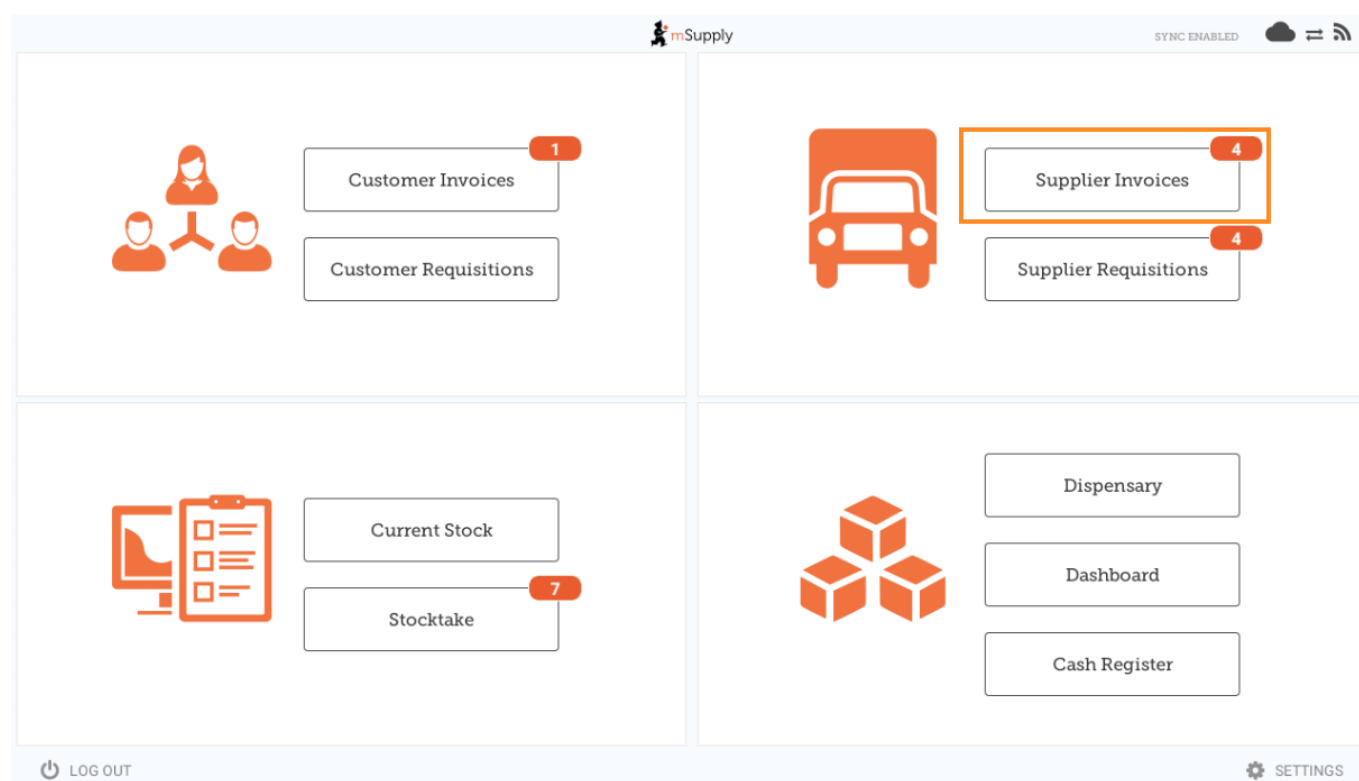 mSupply
SYNC ENABLED
1
Customer Invoices
Customer Requisitions
4
Supplier Invoices
4
Supplier Requisitions
Current Stock
7
Stocktake
Dispensary
Dashboard
Cash Register
LOG OUT
SETTINGS